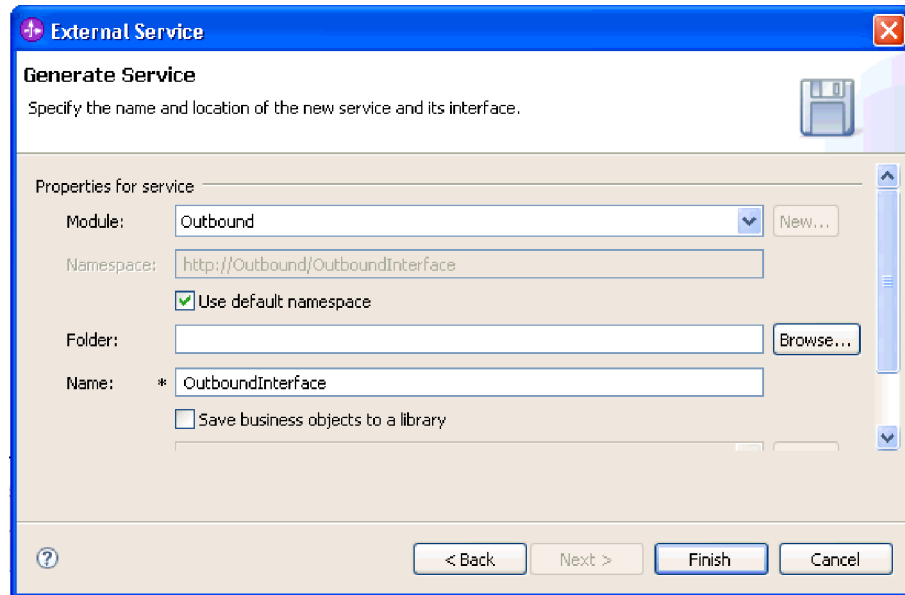 External Service
Generate Service
Specify the name and location of the new service and its interface.
Properties for service
Module: Outbound New...
Namespace: http://Outbound/OutboundInterface
Use default namespace
Folder: Browse...
Name: * OutboundInterface
Save business objects to a library
? < Back Next > Finish Cancel